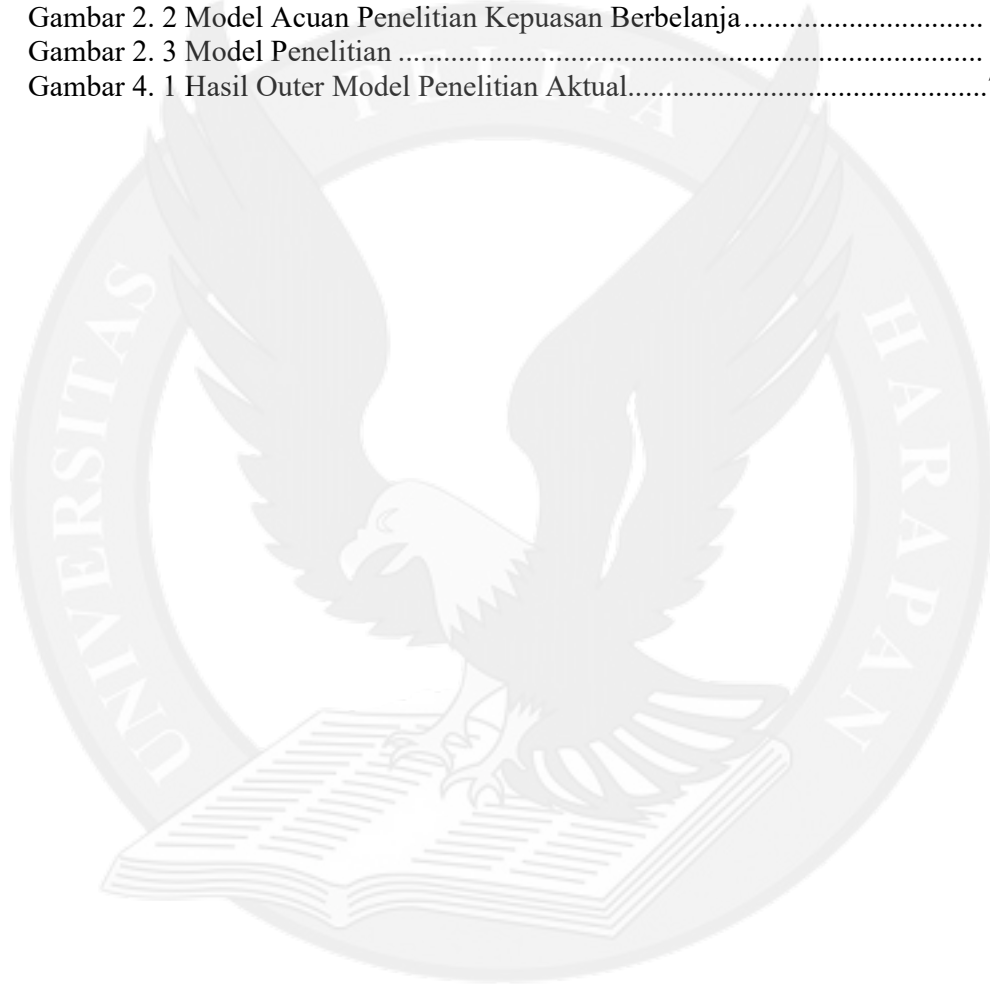 Gambar 2. 2 Model Acuan Penelitian Kepuasan Berbelanja..............................
Gambar 2. 3 Model Penelitian ....................................................................................
Gambar 4. 1 Hasil Outer Model Penelitian Aktual....................................................
UNIVERSITAS
PELITA
HARAPAN